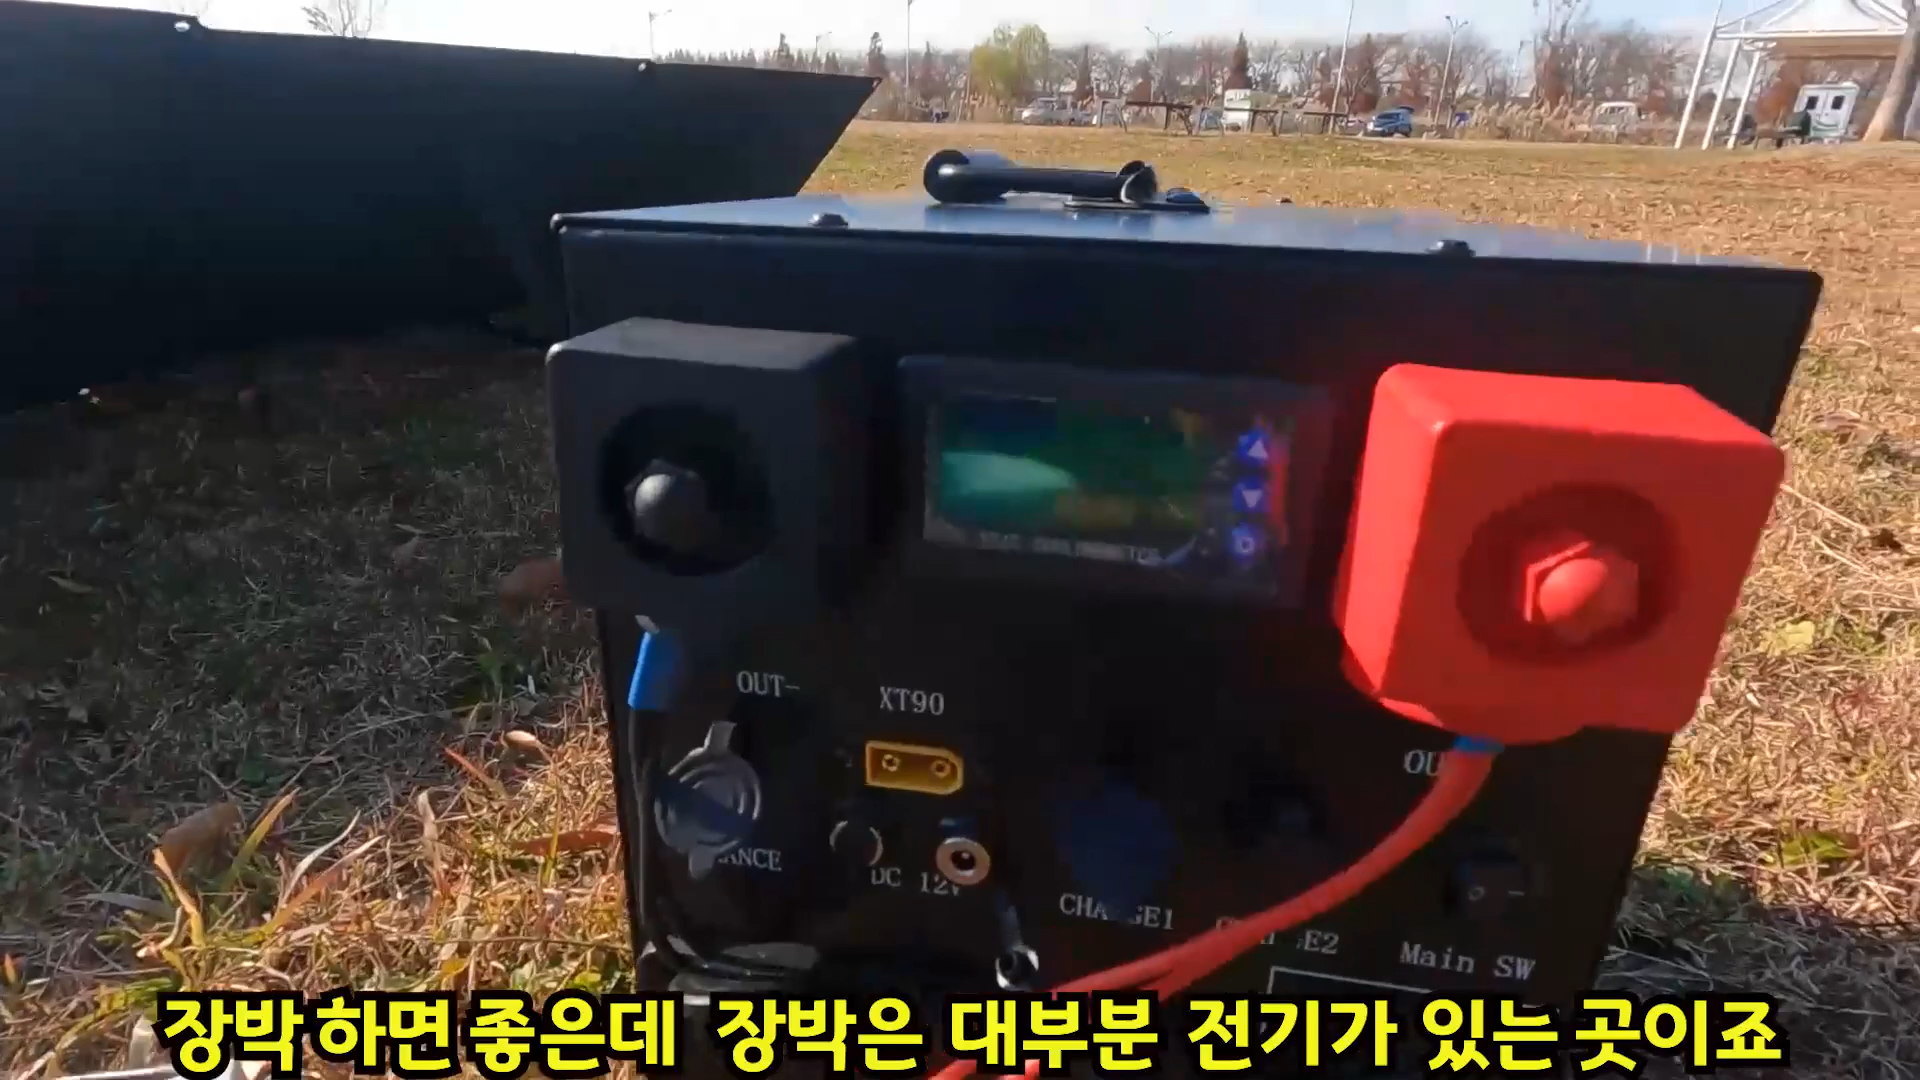 OUT-
XT90
DC 12V
CHARGE1
Main SW
장박 하면 좋은데 장박은 대부분 전기가 있는 곳이죠